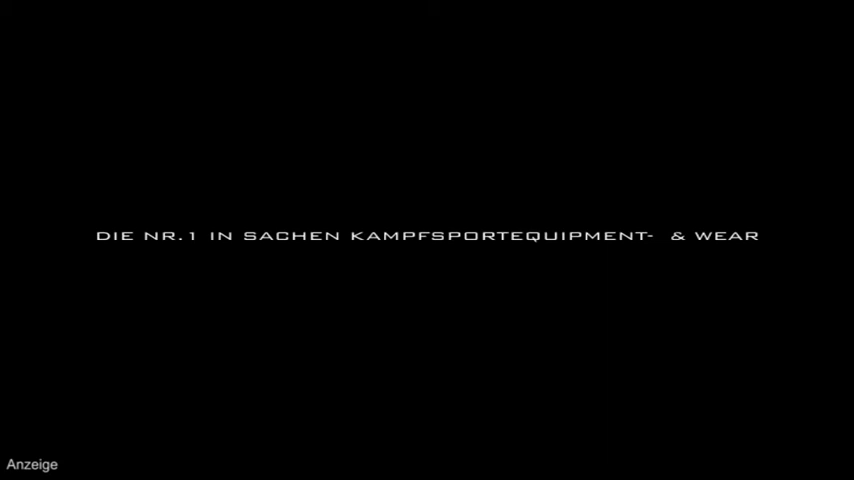 DIE NR.1 IN SACHEN KAMPFSPORTEQUIPMENT- & WEAR
Anzeige